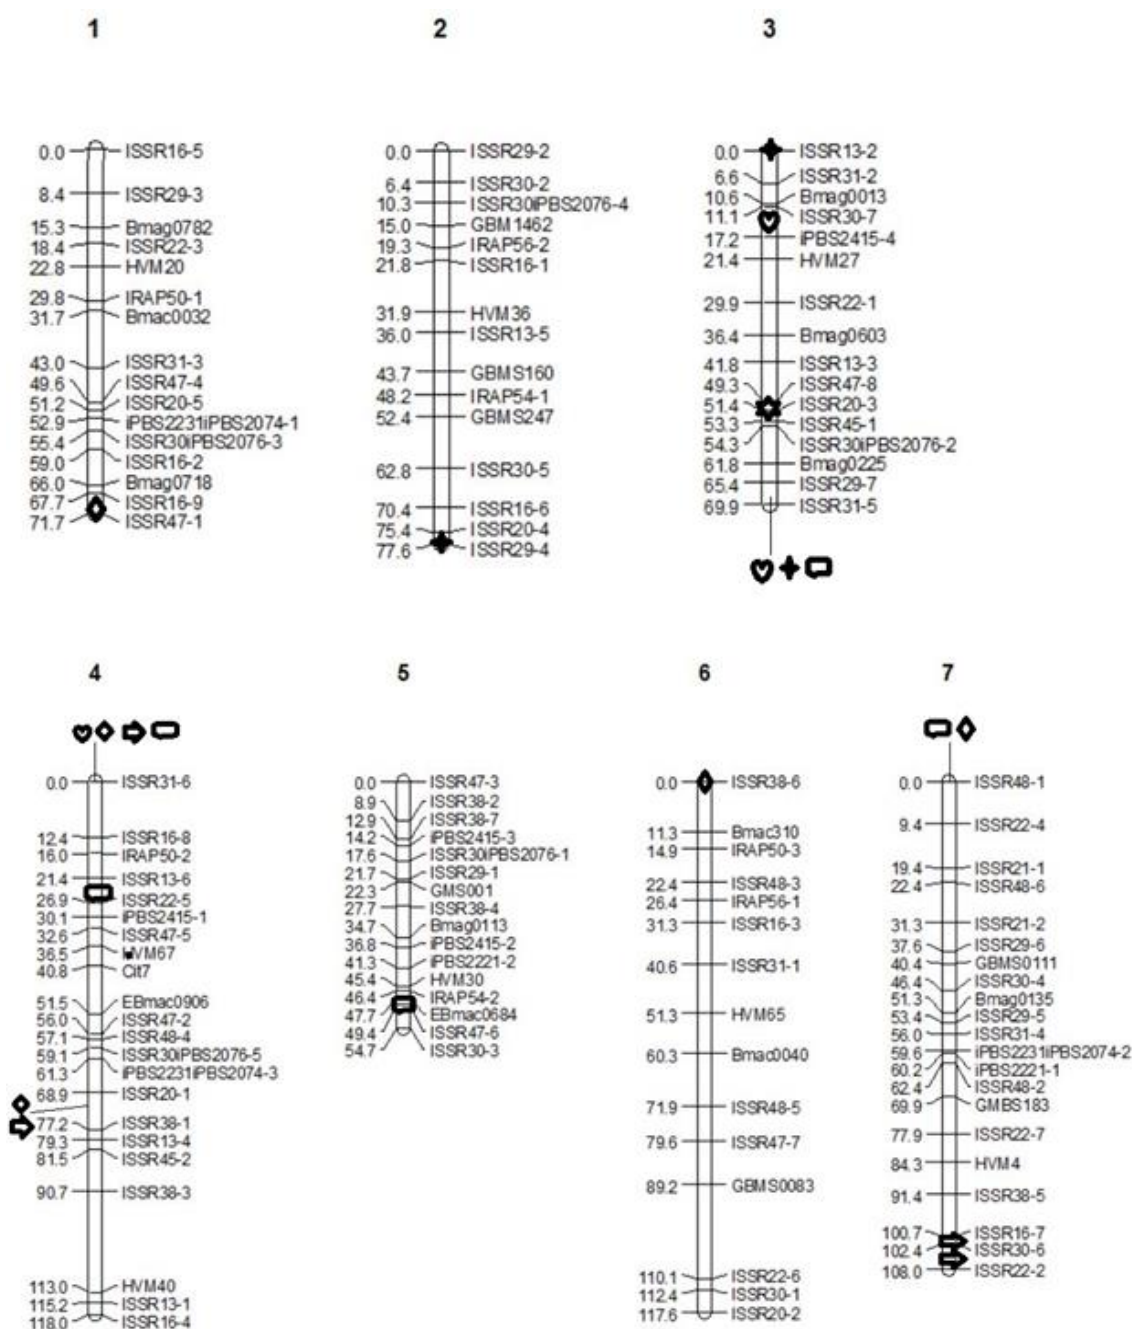 1
0.0 ISSR16-5
8.4 ISSR29-3
15.3 Bmag0782
18.4 ISSR22-3
22.8 HVM20
29.8 IRAP50-1
31.7 Bmac0032
43.0 ISSR31-3
49.6 ISSR47-4
51.2 ISSR20-5
52.9 iPBS2231iPBS2074-1
55.4 ISSR30iPBS2076-3
59.0 ISSR16-2
66.0 Bmag0718
67.7 ISSR16-9
71.7 ISSR47-1
2
0.0 ISSR29-2
6.4 ISSR30-2
10.3 ISSR30iPBS2076-4
15.0 GBM1462
19.3 IRAP56-2
21.8 ISSR16-1
31.9 HVM36
36.0 ISSR13-5
43.7 GBMS160
48.2 IRAP54-1
52.4 GBMS247
62.8 ISSR30-5
70.4 ISSR16-6
75.4 ISSR20-4
77.6 ISSR29-4
3
0.0 ISSR13-2
6.6 ISSR31-2
10.6 Bmag0013
11.1 ISSR30-7
17.2 iPBS2415-4
21.4 HVM27
29.9 ISSR22-1
36.4 Bmag0603
41.8 ISSR13-3
49.3 ISSR47-8
51.4 ISSR20-3
53.3 ISSR45-1
54.3 ISSR30iPBS2076-2
61.8 Bmag0225
65.4 ISSR29-7
69.9 ISSR31-5
4
0.0 ISSR31-6
12.4 ISSR16-8
16.0 IRAP50-2
21.4 ISSR13-6
26.9 ISSR22-5
30.1 iPBS2415-1
32.6 ISSR47-5
36.5 HVM67
40.8 Cit7
51.5 EBmac0906
56.0 ISSR47-2
57.1 ISSR48-4
59.1 ISSR30iPBS2076-5
61.3 iPBS2231iPBS2074-3
68.9 ISSR20-1
77.2 ISSR38-1
79.3 ISSR13-4
81.5 ISSR45-2
90.7 ISSR38-3
113.0 HVM40
115.2 ISSR13-1
118.0 ISSR16-4
5
0.0 ISSR47-3
8.9 ISSR38-2
12.9 ISSR38-7
14.2 iPBS2415-3
17.6 ISSR30iPBS2076-1
21.7 ISSR29-1
22.3 GMS001
27.7 ISSR38-4
34.7 Bmag0113
36.8 iPBS2415-2
41.3 iPBS2221-2
45.4 HVM30
46.4 IRAP54-2
47.7 EBmac0684
49.4 ISSR47-6
54.7 ISSR30-3
6
0.0 ISSR38-6
11.3 Bmac310
14.9 IRAP50-3
22.4 ISSR48-3
26.4 IRAP56-1
31.3 ISSR16-3
40.6 ISSR31-1
51.3 HVM65
60.3 Bmac0040
71.9 ISSR48-5
79.6 ISSR47-7
89.2 GBMS0083
110.1 ISSR22-6
112.4 ISSR30-1
117.6 ISSR20-2
7
0.0 ISSR48-1
9.4 ISSR22-4
19.4 ISSR21-1
22.4 ISSR48-6
31.3 ISSR21-2
37.6 ISSR29-6
40.4 GBMS0111
46.4 ISSR30-4
51.3 Bmag0135
53.4 ISSR29-5
56.0 ISSR31-4
59.6 iPBS2231iPBS2074-2
60.2 iPBS2221-1
62.4 ISSR48-2
69.9 GMBS183
77.9 ISSR22-7
84.3 HVM4
91.4 ISSR38-5
100.7 ISSR16-7
102.4 ISSR30-6
108.0 ISSR22-2